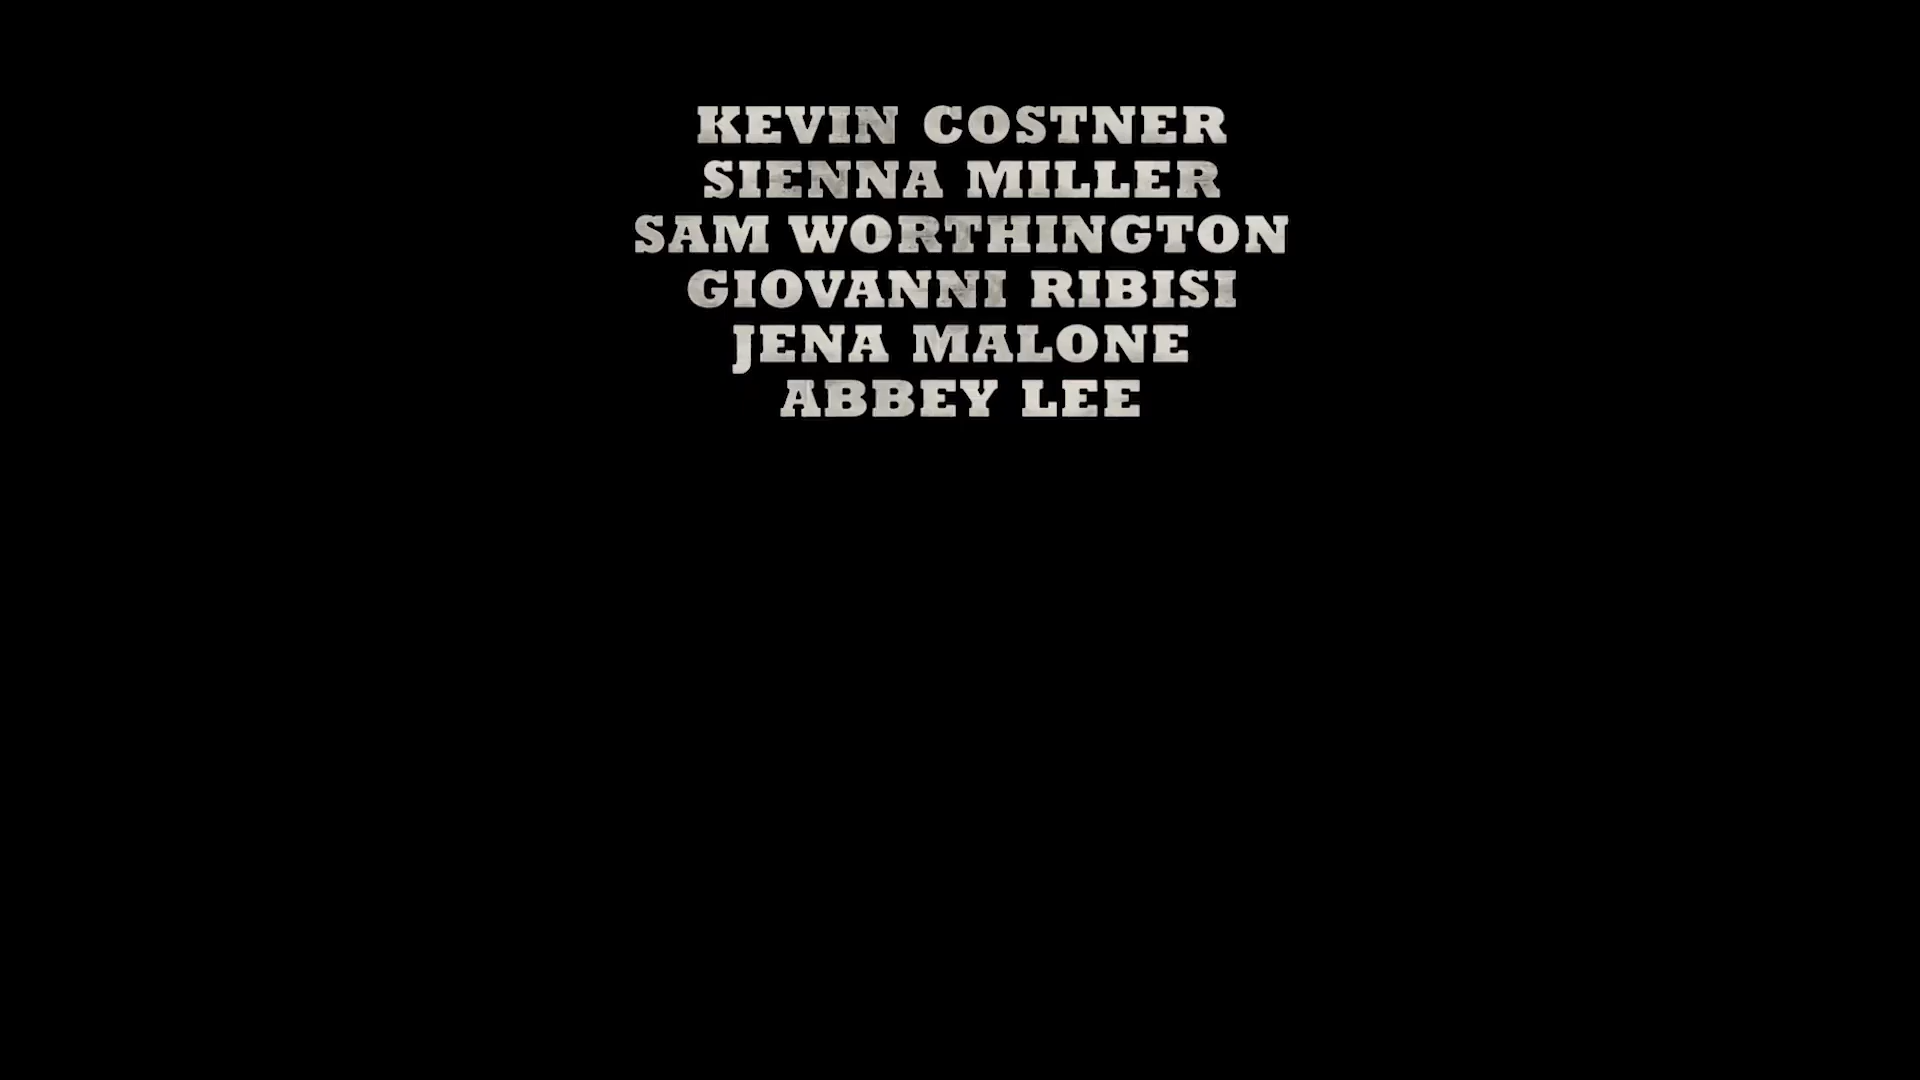 KEVIN COSTNER
SIENNA MILLER
SAM WORTHINGTON
GIOVANNI RIBISI
JENA MALONE
ABBEY LEE